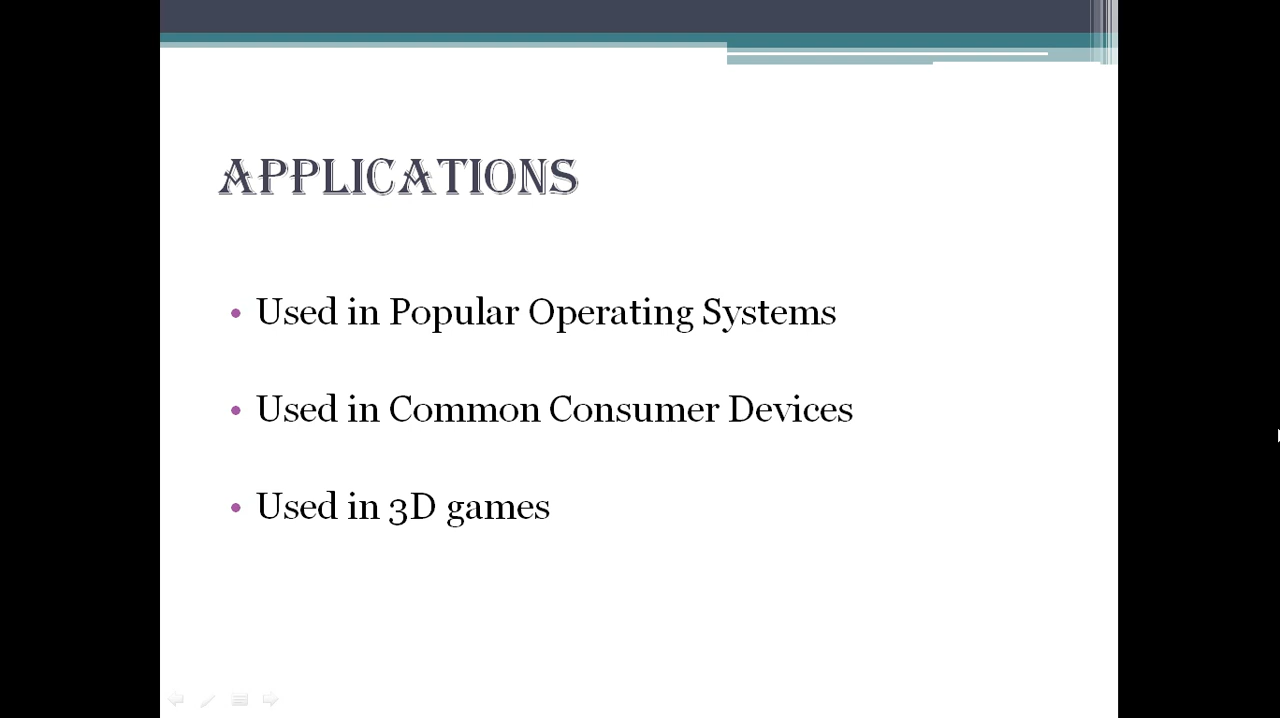 APPLICATIONS
• Used in Popular Operating Systems
• Used in Common Consumer Devices
• Used in 3D games